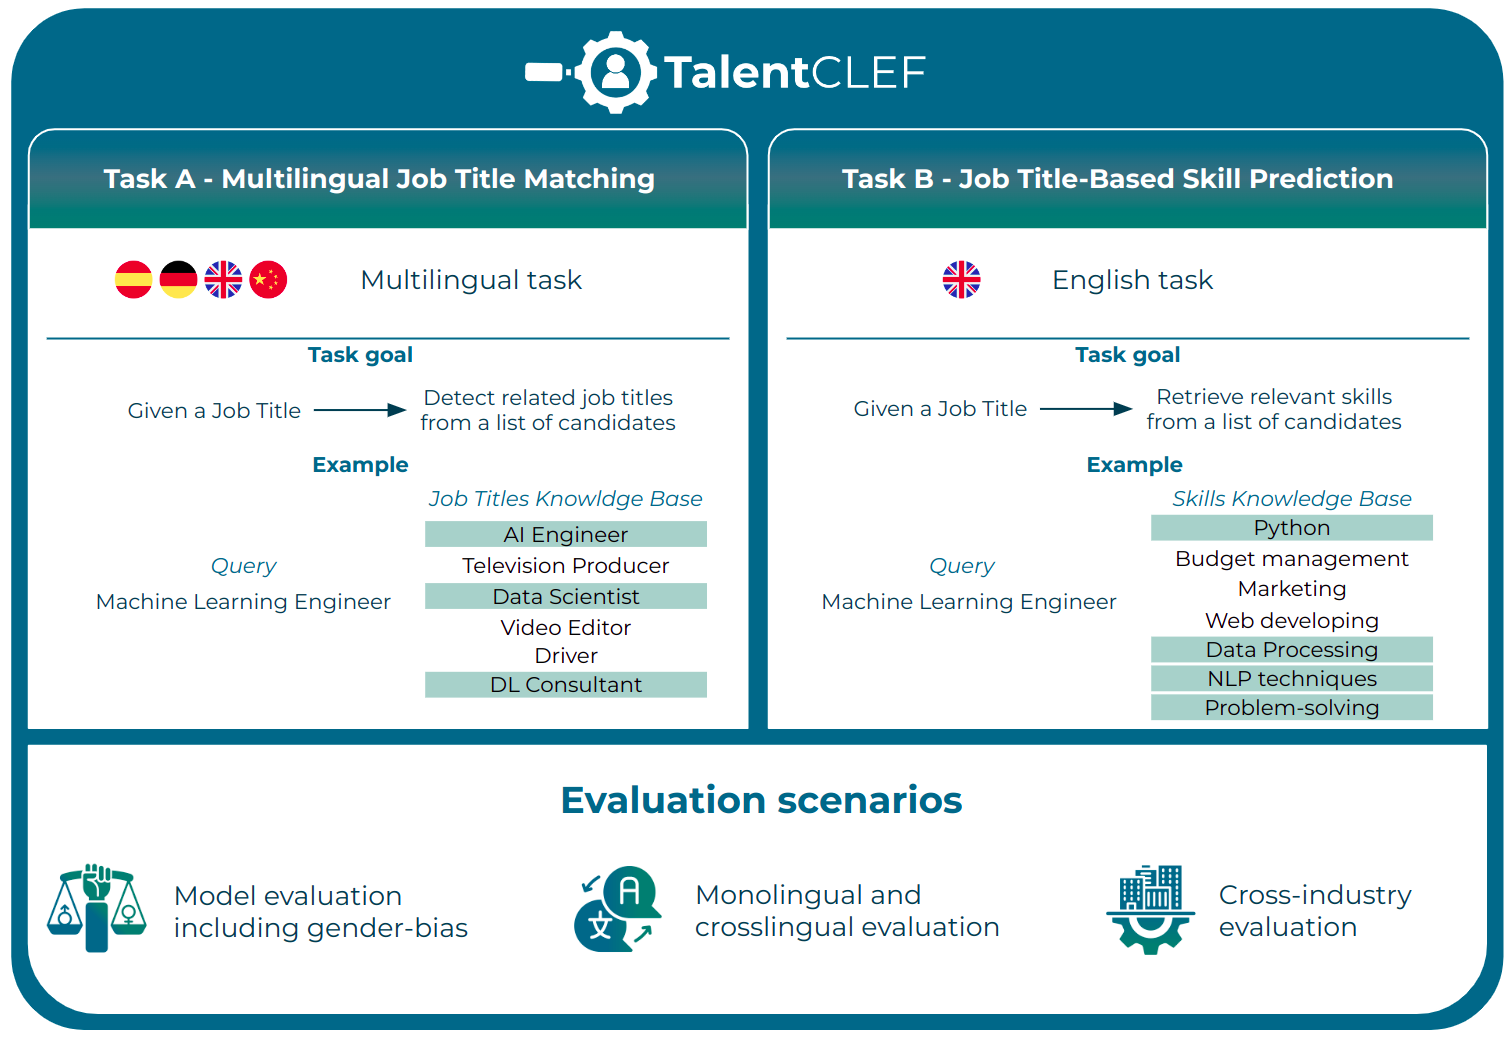 TalentCLEF
Task A - Multilingual Job Title Matching
Multilingual task
Task goal
Given a Job Title
Detect related job titles
from a list of candidates
Example
Job Titles Knowldge Base
Query
Machine Learning Engineer
AI Engineer
Television Producer
Data Scientist
Video Editor
Driver
DL Consultant
Task B - Job Title-Based Skill Prediction
English task
Task goal
Given a Job Title
Retrieve relevant skills
from a list of candidates
Example
Skills Knowledge Base
Query
Machine Learning Engineer
Python
Budget management
Marketing
Web developing
Data Processing
NLP techniques
Problem-solving
Evaluation scenarios
Model evaluation
including gender-bias
A
文
Monolingual and
crosslingual evaluation
Cross-industry
evaluation